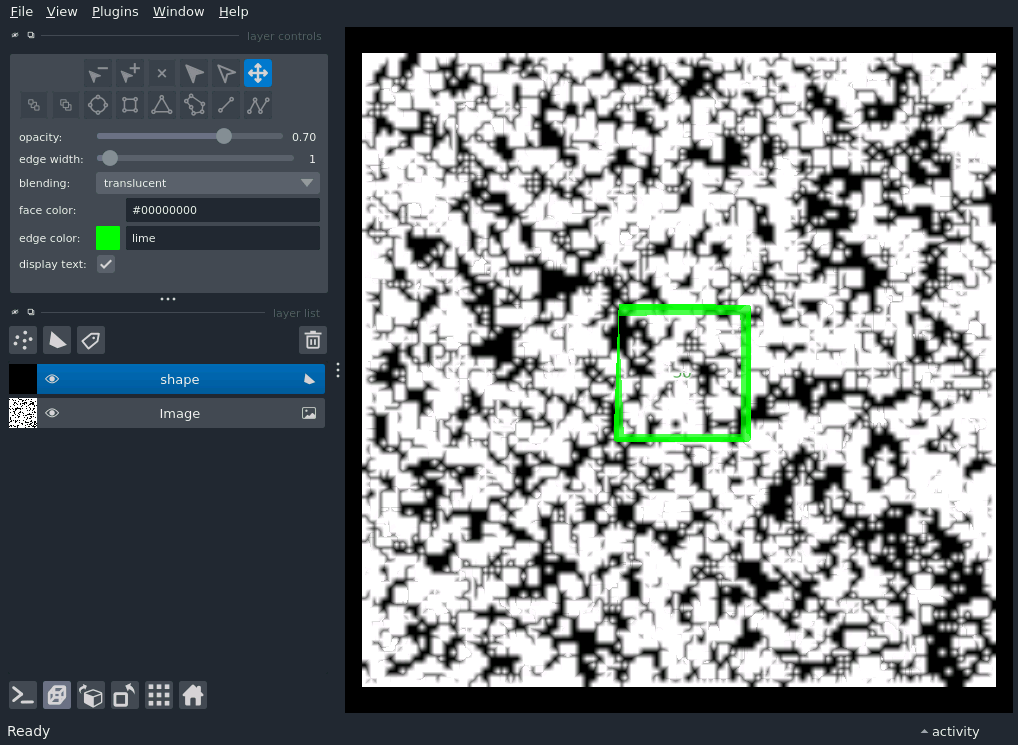 File View Plugins Window Help
layer controls
opacity: 0.70
edge width: 1
blending: translucent
face color: #00000000
edge color: lime
display text:
layer list
shape
Image
Ready
activity